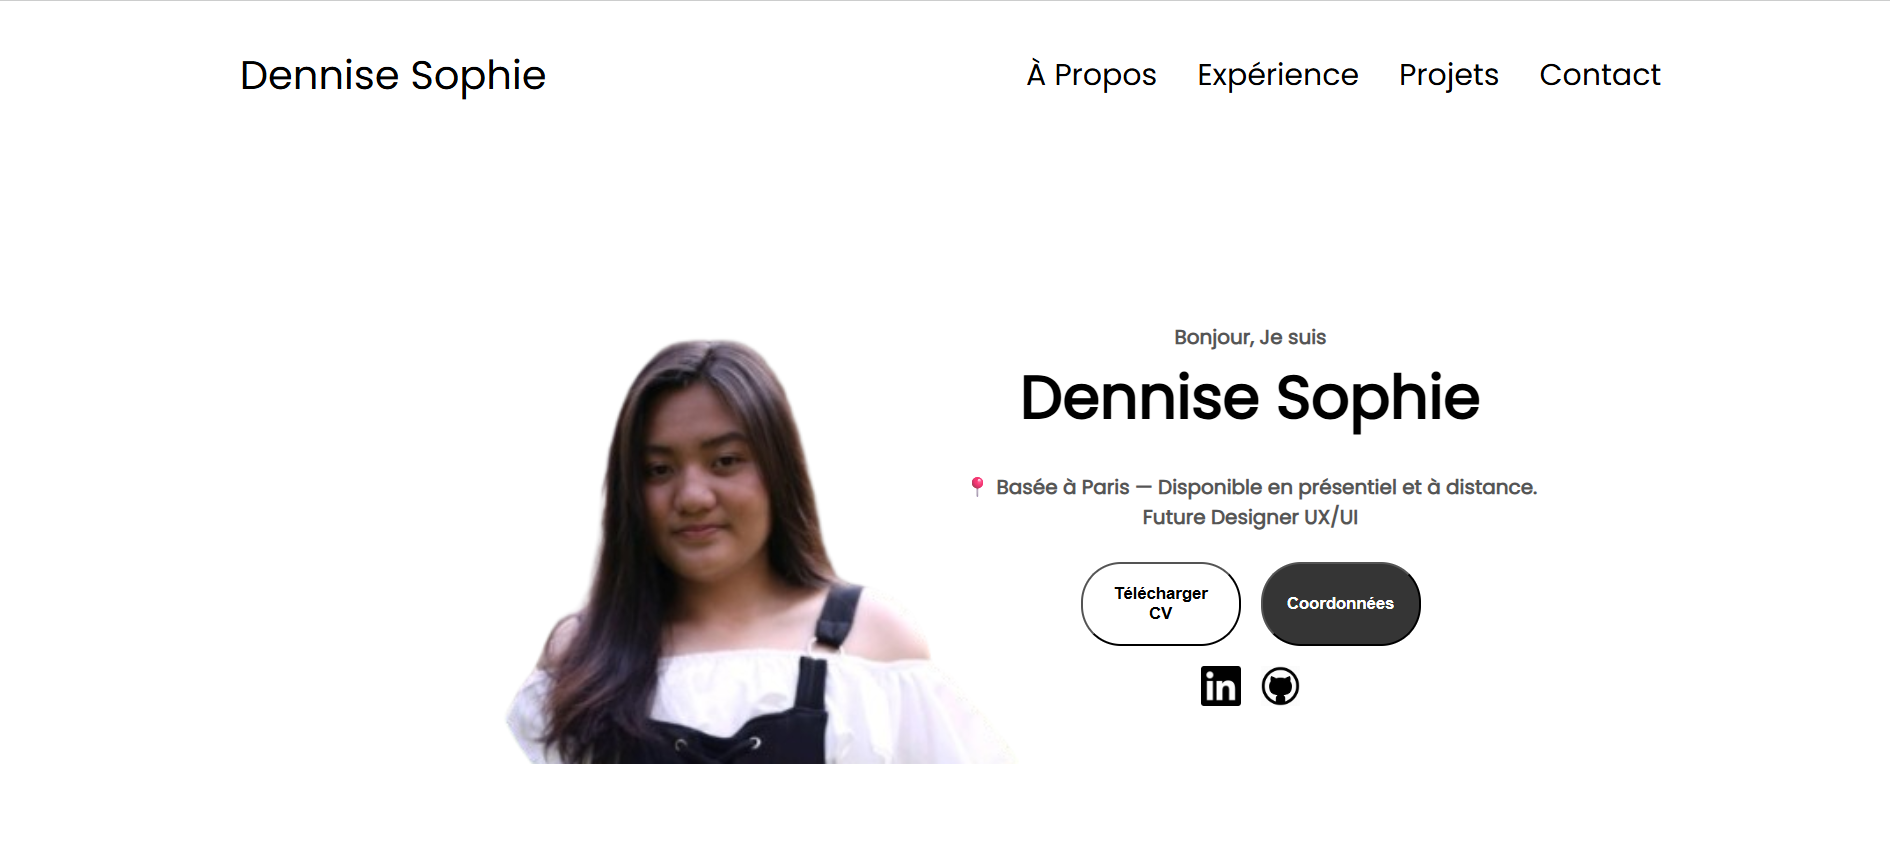 Dennise Sophie
À Propos Expérience Projets Contact
Bonjour, Je suis
Dennise Sophie
📍 Basée à Paris — Disponible en présentiel et à distance.
Future Designer UX/UI
Télécharger
CV
Coordonnées
in